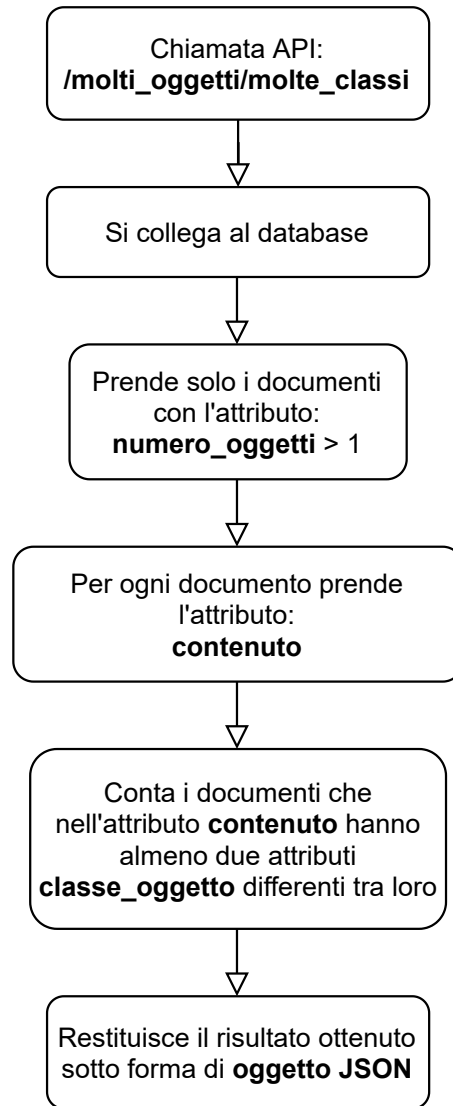 Chiamata API:
/molti_oggetti/molte_classi
Si collega al database
Prende solo i documenti
con l'attributo:
numero_oggetti > 1
Per ogni documento prende
l'attributo:
contenuto
Conta i documenti che
nell'attributo contenuto hanno
almeno due attributi
classe_oggetto differenti tra loro
Restituisce il risultato ottenuto
sotto forma di oggetto JSON